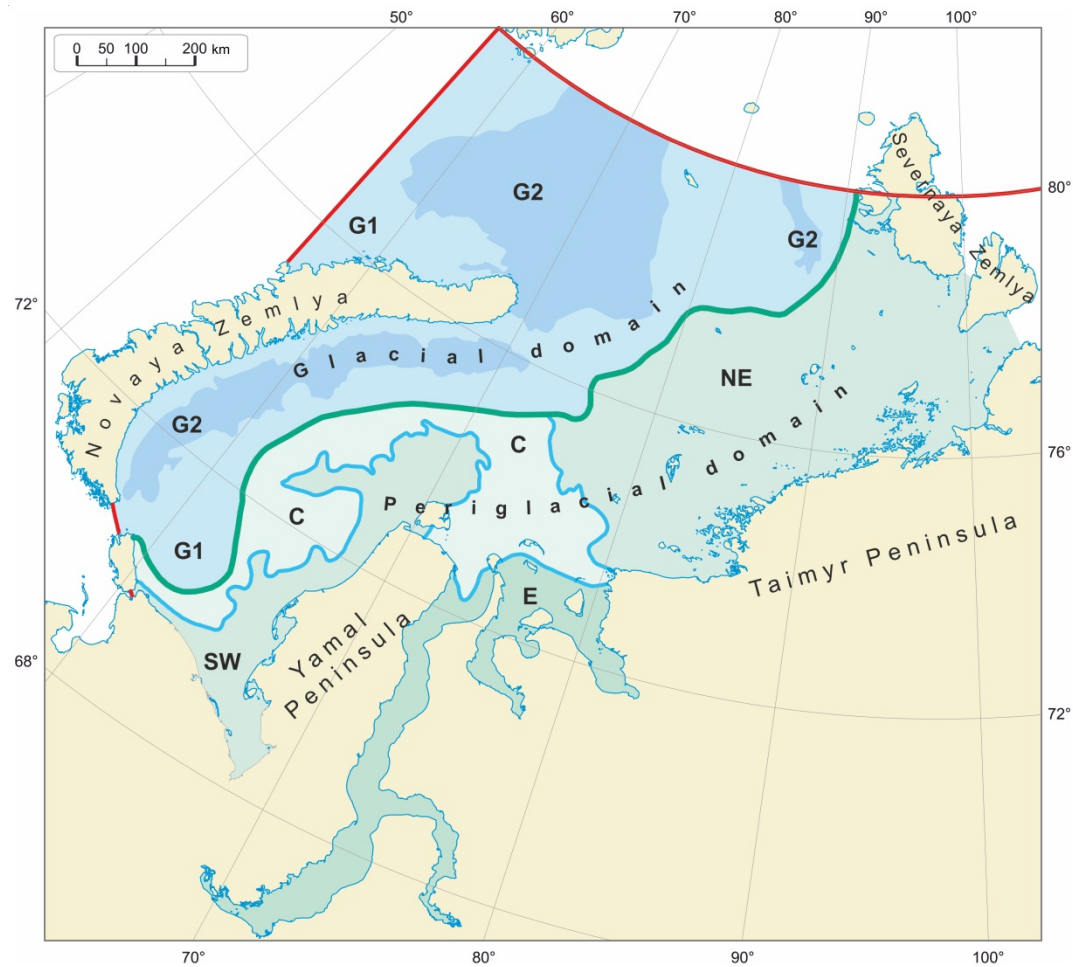 50° 60° 70° 80° 90° 100°
0 50 100 200 km
Severnaya
Zemlya
80°
G2
G1
G2
72°
Novaya Zemlya
Glacial domain
NE
G2
C
76°
Periglacial domain
C
G1
Taimyr Peninsula
E
SW
68°
Yamal
Peninsula
72°
70° 80° 90° 100°